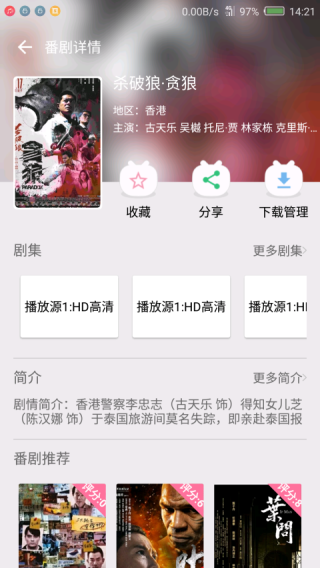 0.00B/s 4G 97% 14:21
番剧详情
杀破狼·贪狼
地区：香港
主演：古天乐 吴樾 托尼·贾 林家栋 克里斯·...
贪狼
PARADOX
收藏 分享 下载管理
剧集 更多剧集
播放源1:HD高清 播放源1:HD高清 播放源1:HD高
简介 更多简介
剧情简介：香港警察李忠志（古天乐 饰）得知女儿芝
（陈汉娜 饰）于泰国旅游间莫名失踪，即亲赴泰国报
番剧推荐
评分:0 评分:6 评分:8
葉問